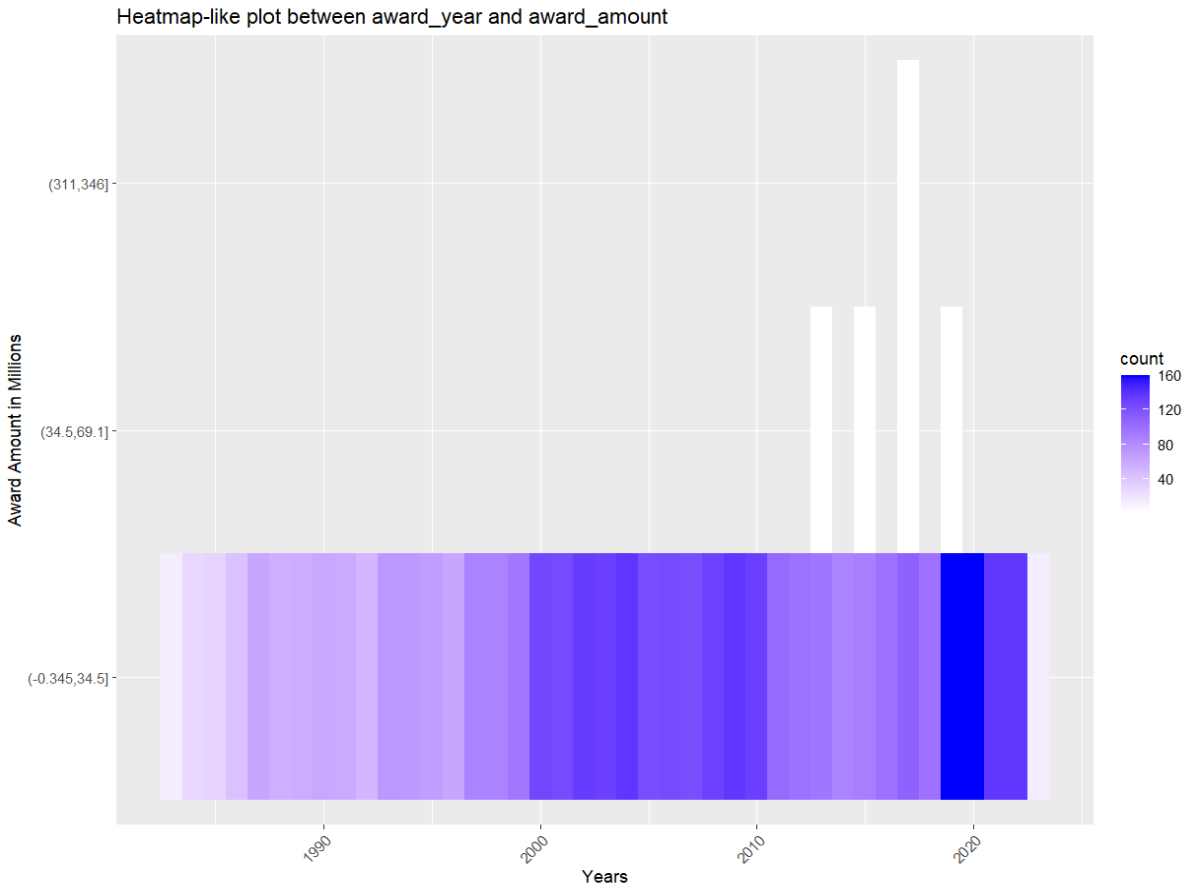 Heatmap-like plot between award_year and award_amount
(311,346]
(34.5,69.1]
(-0.345,34.5]
Award Amount in Millions
1990
2000
2010
2020
Years
count
160
120
80
40